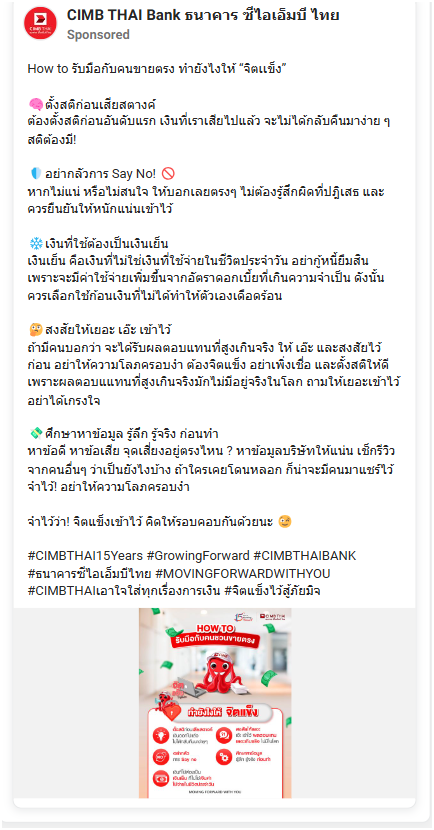 CIMB THAI Bank ธนาคาร ซีไอเอ็มบี ไทย
Sponsored
How to รับมือกับคนขายตรง ทำยังไงให้ “จิตแข็ง”
🧠ตั้งสติก่อนเสียสตางค์
ต้องตั้งสติก่อนอันดับแรก เงินที่เราเสียไปแล้ว จะไม่ได้กลับคืนมาง่าย ๆ
สติต้องมี!
🛡️ อย่ากลัวการ Say No! 🚫
หากไม่แน่ หรือไม่สนใจ ให้บอกเลยตรงๆ ไม่ต้องรู้สึกผิดที่ปฏิเสธ และ
ควรยืนยันให้หนักแน่นเข้าไว้
❄️เงินที่ใช้ต้องเป็นเงินเย็น
เงินเย็น คือเงินที่ไม่ใช่เงินที่ใช้จ่ายในชีวิตประจำวัน อย่ากู้หนี้ยืมสิน
เพราะจะมีค่าใช้จ่ายเพิ่มขึ้นจากอัตราดอกเบี้ยที่เกินความจำเป็น ดังนั้น
ควรเลือกใช้ก้อนเงินที่ไม่ได้ทำให้ตัวเองเดือดร้อน
🤔สงสัยให้เยอะ เอ๊ะ เข้าไว้
ถ้ามีคนบอกว่า จะได้รับผลตอบแทนที่สูงเกินจริง ให้ เอ๊ะ และสงสัยไว้
ก่อน อย่าให้ความโลภครอบงำ ต้องจิตแข็ง อย่าเพิ่งเชื่อ และตั้งสติให้ดี
เพราะผลตอบแแทนที่สูงเกินจริงมักไม่มีอยู่จริงในโลก ถามให้เยอะเข้าไว้
อย่าได้เกรงใจ
💸ศึกษาหาข้อมูล รู้ลึก รู้จริง ก่อนทำ
หาข้อดี หาข้อเสีย จุดเสี่ยงอยู่ตรงไหน ? หาข้อมูลบริษัทให้แน่น เช็กรีวิว
จากคนอื่นๆ ว่าเป็นยังไงบ้าง ถ้าใครเคยโดนหลอก ก็น่าจะมีคนมาแชร์ไว้
จำไว้! อย่าให้ความโลภครอบงำ
จำไว้ว่า! จิตแข็งเข้าไว้ คิดให้รอบคอบกันด้วยนะ 😉
#CIMBTHAI15Years #GrowingForward #CIMBTHAIBANK
#ธนาคารซีไอเอ็มบีไทย #MOVINGFORWARDWITHYOU
#CIMBTHAIเอาใจใส่ทุกเรื่องการเงิน #จิตแข็งไว้สู้ภัยมิจ
CIMB THAI
HOW TO
รับมือกับคนชวนขายตรง
ทำยังไงให้ จิตแข็ง
ตั้งสติก่อนเสียสตางค์
อย่ากลัว
การ Say no
MOVING FORWARD WITH YOU